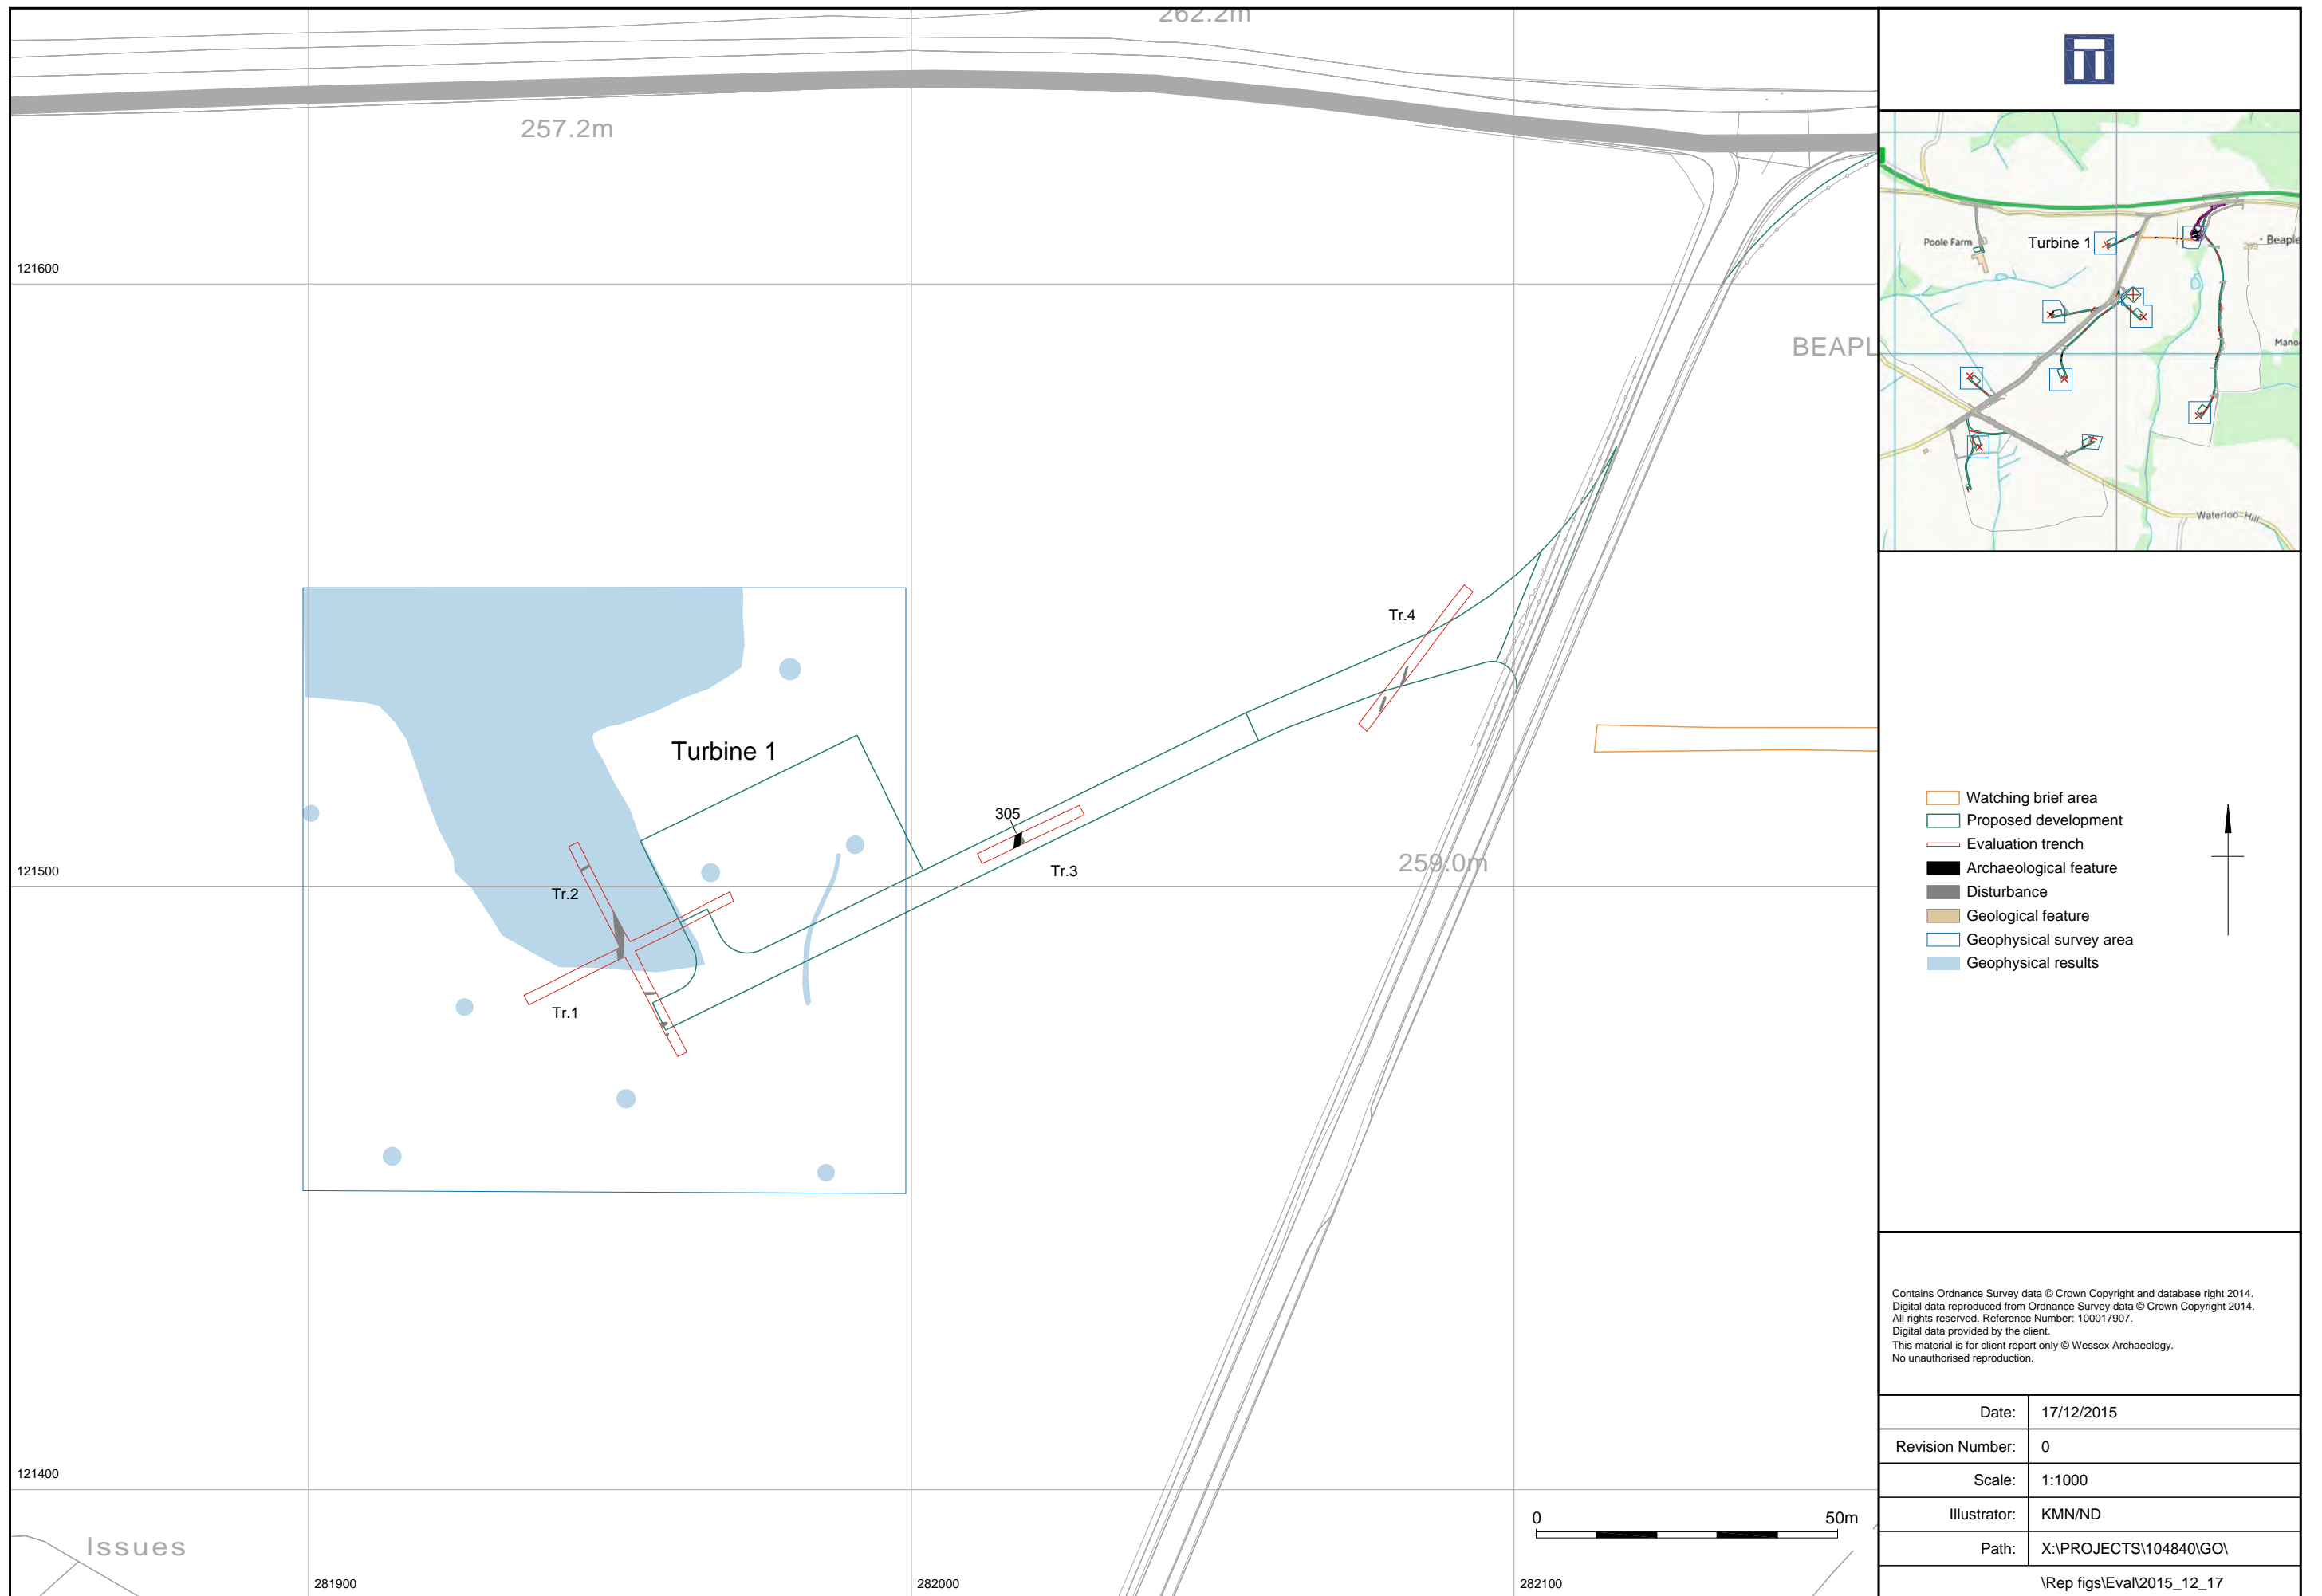 262.2m
257.2m
121600
BEAPL
Turbine 1
Tr.4
305
Tr.3
259.0m
121500
Tr.2
Tr.1
121400
Issues
281900
282000
282100
0 50m
Poole Farm
Turbine 1
Beaple
Mano
Waterloo Hill
Watching brief area
Proposed development
Evaluation trench
Archaeological feature
Disturbance
Geological feature
Geophysical survey area
Geophysical results
Contains Ordnance Survey data © Crown Copyright and database right 2014.
Digital data reproduced from Ordnance Survey data © Crown Copyright 2014.
All rights reserved. Reference Number: 100017907.
Digital data provided by the client.
This material is for client report only © Wessex Archaeology.
No unauthorised reproduction.
Date: 17/12/2015
Revision Number: 0
Scale: 1:1000
Illustrator: KMN/ND
Path: X:\PROJECTS\104840\GO\
\Rep figs\Eval\2015_12_17